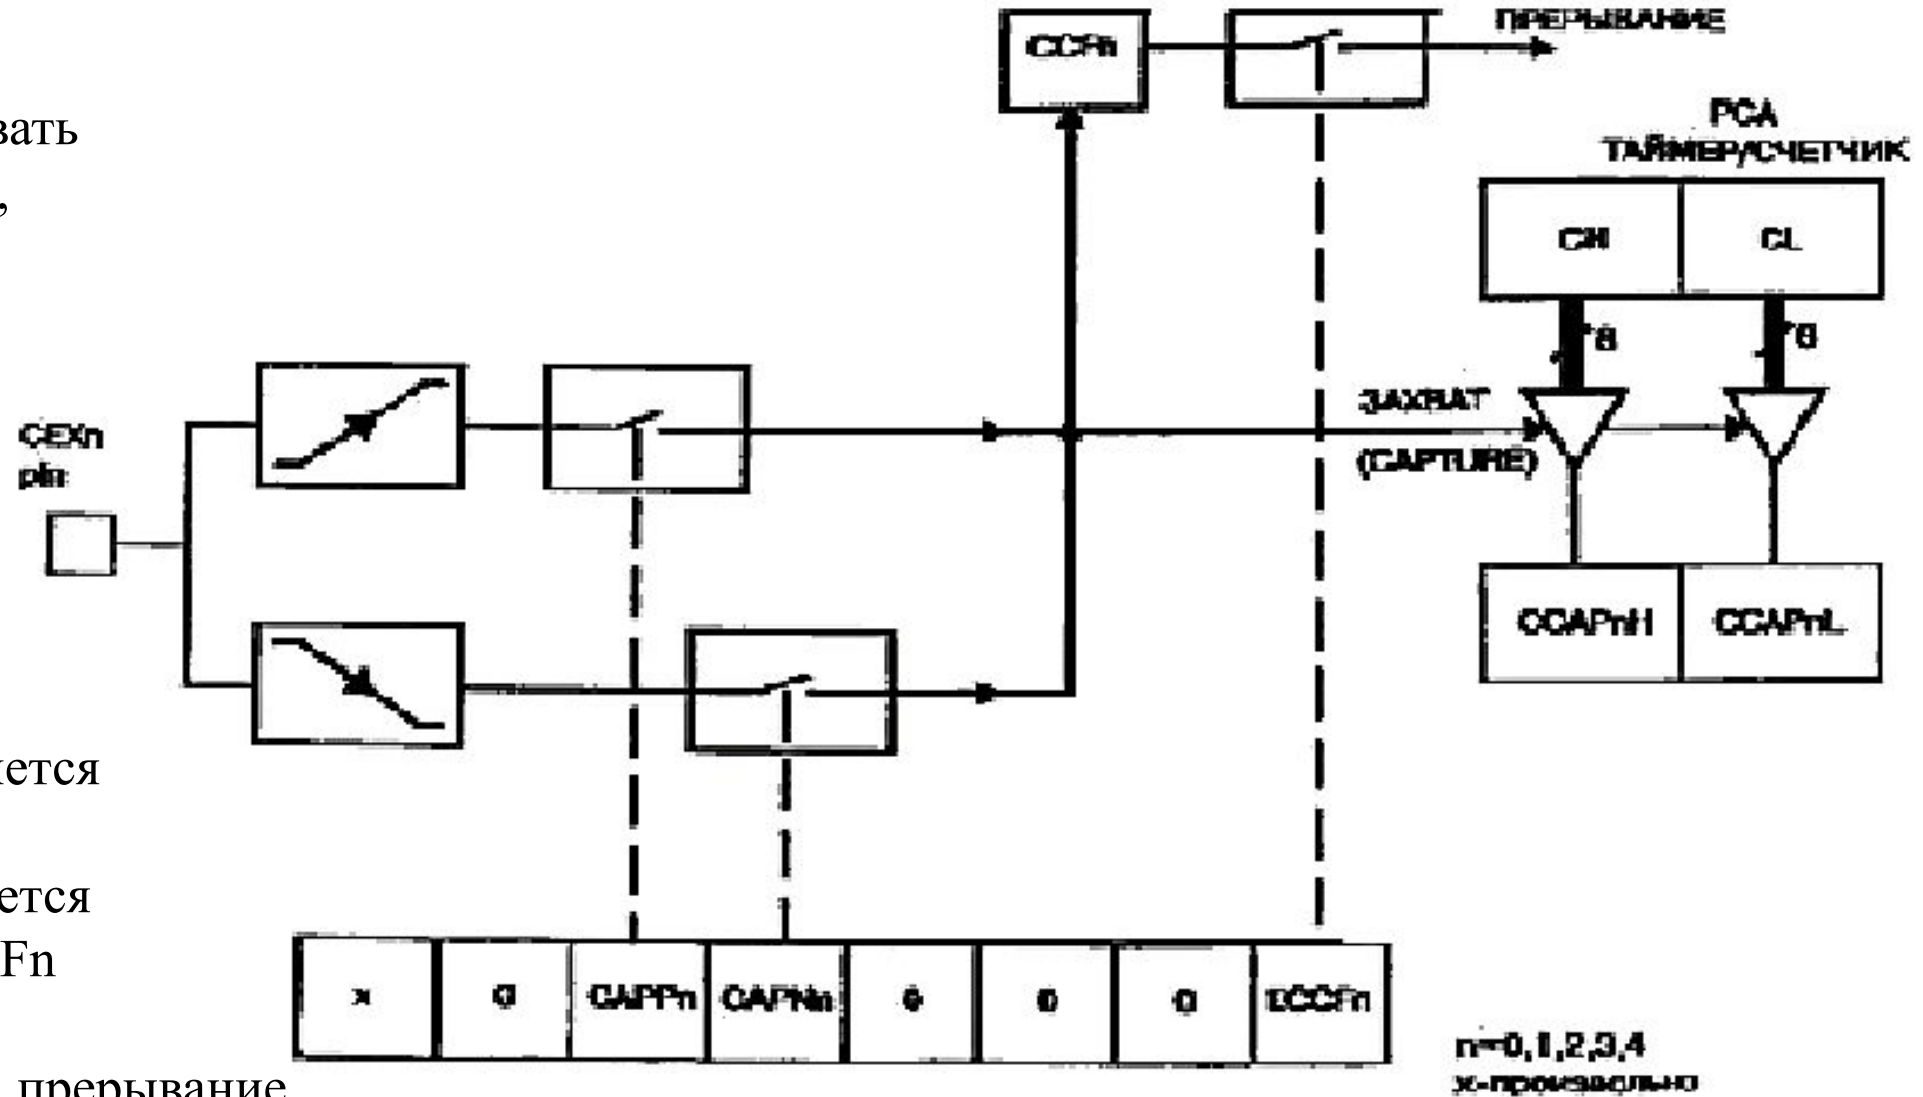 вать
,
ется
ется
Fn
прерывание
CCFn
ПРЕРЫВАНИЕ
PCA
ТАЙМЕР/СЧЕТЧИК
CH CL
8 8
CEXn
pin
ЗАХВАТ
(CAPTURE)
CCAPnH CCAPnL
x 0 CAPPn CAPNn 0 0 0 ECCFn
n=0,1,2,3,4
x-произвольно